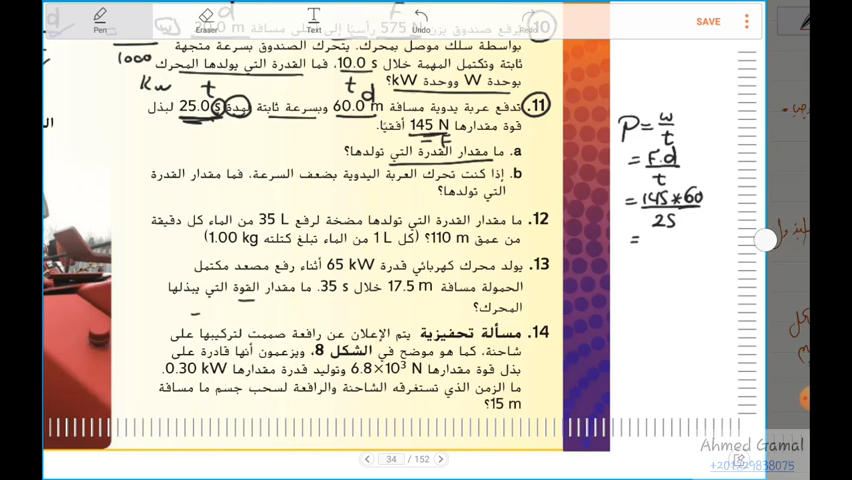 Pen
Eraser
Text
Undo
SAVE
d
F
10. يرفع صندوق يزن 575 N رأسيًا إلى أعلى مسافة 20.0 m
بواسطة سلك موصل بمحرك. يتحرك الصندوق بسرعة متجهة
ثابتة وتكتمل المهمة خلال 10.0 s. فما القدرة التي يولدها المحرك
بوحدة W ووحدة kW؟
1000
Kw
t
t
d
11. تدفع عربة يدوية مسافة 60.0 m وبسرعة ثابتة لمدة 25.0 s لبذل
قوة مقدارها 145 N أفقيًا.
F
a. ما مقدار القدرة التي تولدها؟
b. إذا كنت تحرك العربة اليدوية بضعف السرعة، فما مقدار القدرة
التي تولدها؟
12. ما مقدار القدرة التي تولدها مضخة لرفع 35 L من الماء كل دقيقة
من عمق 110 m؟ (كل 1 L من الماء تبلغ كتلته 1.00 kg)
13. يولد محرك كهربائي قدرة 65 kW أثناء رفع مصعد مكتمل
الحمولة مسافة 17.5 m خلال 35 s. ما مقدار القوة التي يبذلها
المحرك؟
14. مسألة تحفيزية يتم الإعلان عن رافعة صممت لتركيبها على
شاحنة، كما هو موضح في الشكل 8. ويزعمون أنها قادرة على
بذل قوة مقدارها 6.8×10³ N وتوليد قدرة مقدارها 0.30 kW.
ما الزمن الذي تستغرقه الشاحنة والرافعة لسحب جسم ما مسافة
15 m؟
P = w/t
= F.d/t
= 145*60/25
=
34 / 152
Ahmed Gamal
+201229838075